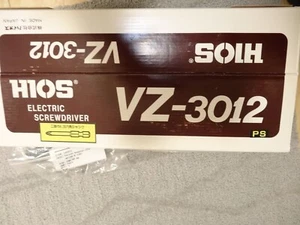 HIOS
VZ-3012
HIOS
ELECTRIC
SCREWDRIVER
VZ-3012
PS